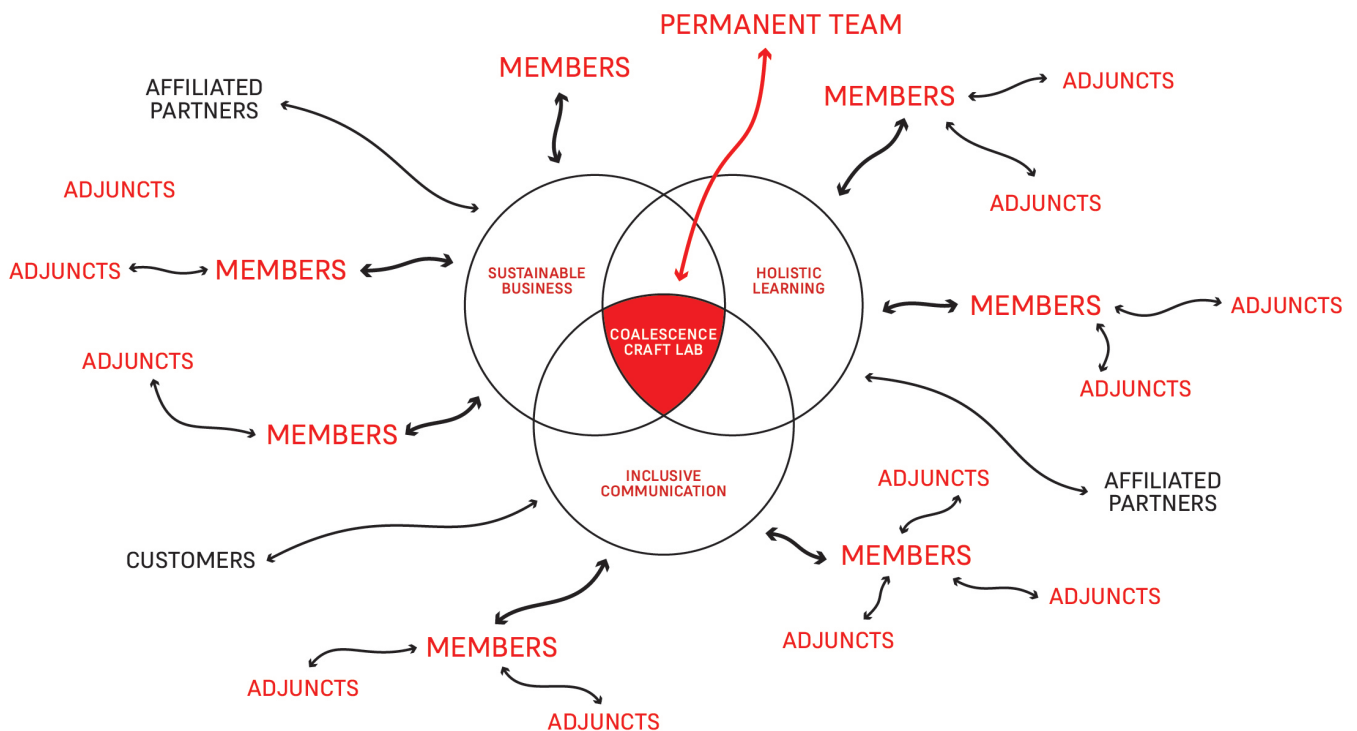 PERMANENT TEAM
MEMBERS
AFFILIATED
PARTNERS
MEMBERS
ADJUNCTS
ADJUNCTS
ADJUNCTS
ADJUNCTS
MEMBERS
SUSTAINABLE
BUSINESS
HOLISTIC
LEARNING
COALESCENCE
CRAFT LAB
MEMBERS
ADJUNCTS
ADJUNCTS
ADJUNCTS
MEMBERS
INCLUSIVE
COMMUNICATION
ADJUNCTS
AFFILIATED
PARTNERS
CUSTOMERS
MEMBERS
ADJUNCTS
ADJUNCTS
MEMBERS
ADJUNCTS
ADJUNCTS